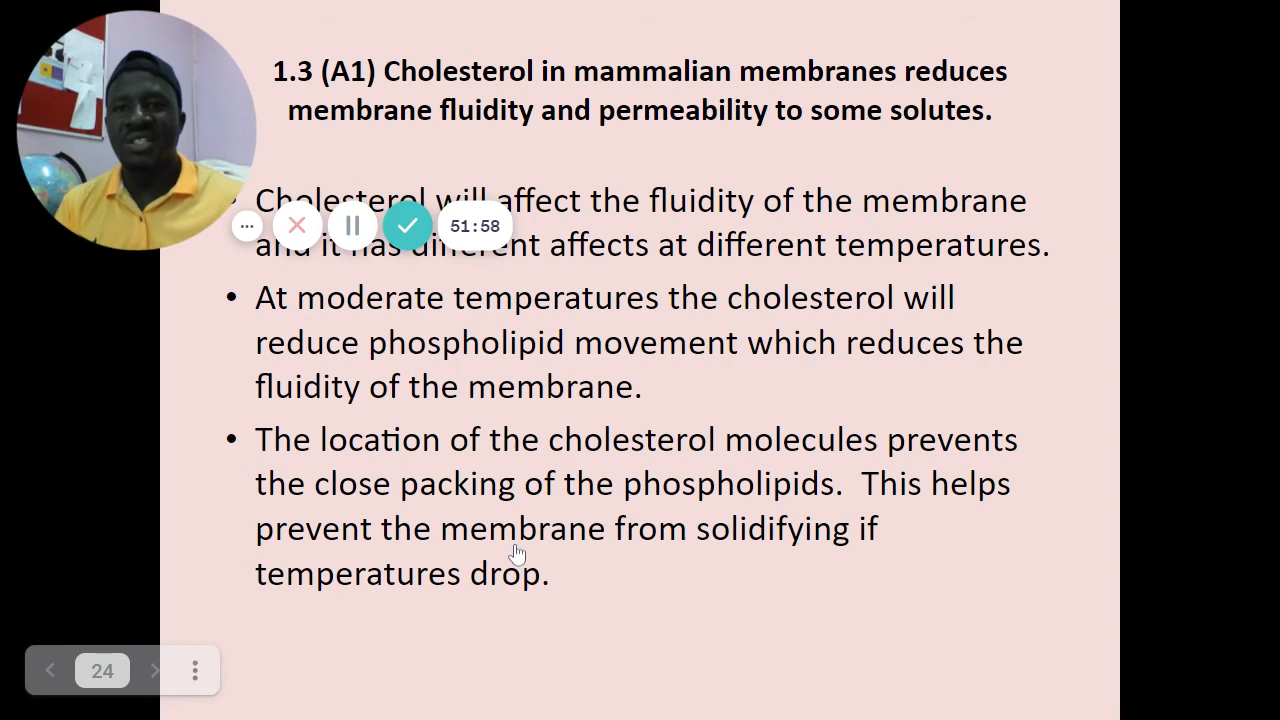 1.3 (A1) Cholesterol in mammalian membranes reduces
membrane fluidity and permeability to some solutes.
• Cholesterol will affect the fluidity of the membrane
and it has different affects at different temperatures.
51:58
• At moderate temperatures the cholesterol will
reduce phospholipid movement which reduces the
fluidity of the membrane.
• The location of the cholesterol molecules prevents
the close packing of the phospholipids.  This helps
prevent the membrane from solidifying if
temperatures drop.
24